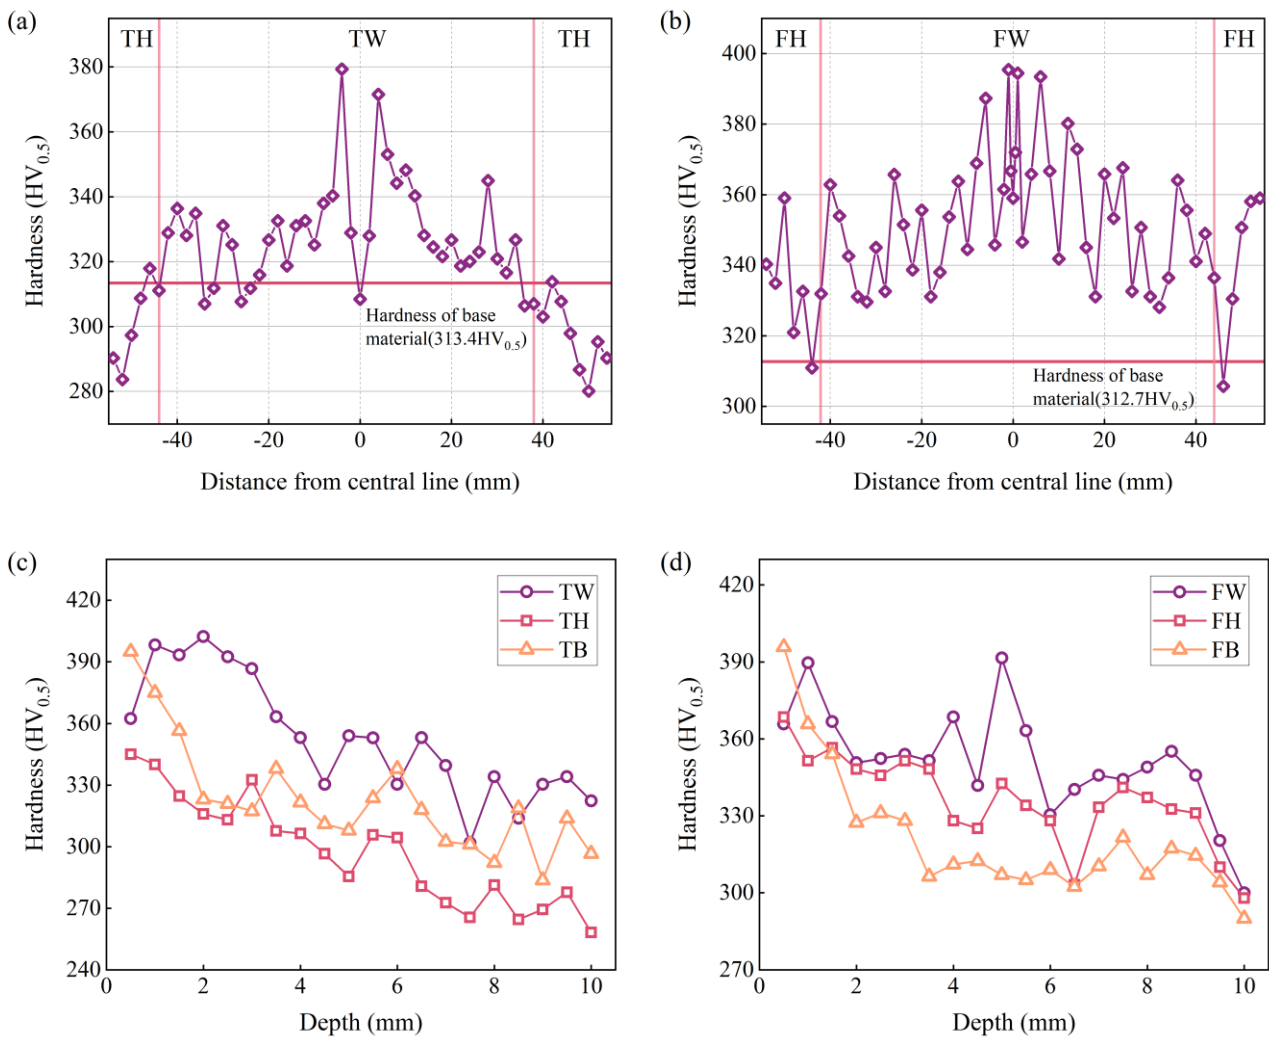 (a)
TH TW TH
380
360
340
320
300
280
Hardness (HV0.5)
Hardness of base
material(313.4HV0.5)
-40 -20 0 20 40
Distance from central line (mm)
(b)
FH FW FH
400
380
360
340
320
300
Hardness (HV0.5)
Hardness of base
material(312.7HV0.5)
-40 -20 0 20 40
Distance from central line (mm)
(c)
420
390
360
330
300
270
240
Hardness (HV0.5)
TW
TH
TB
0 2 4 6 8 10
Depth (mm)
(d)
420
390
360
330
300
270
Hardness (HV0.5)
FW
FH
FB
0 2 4 6 8 10
Depth (mm)